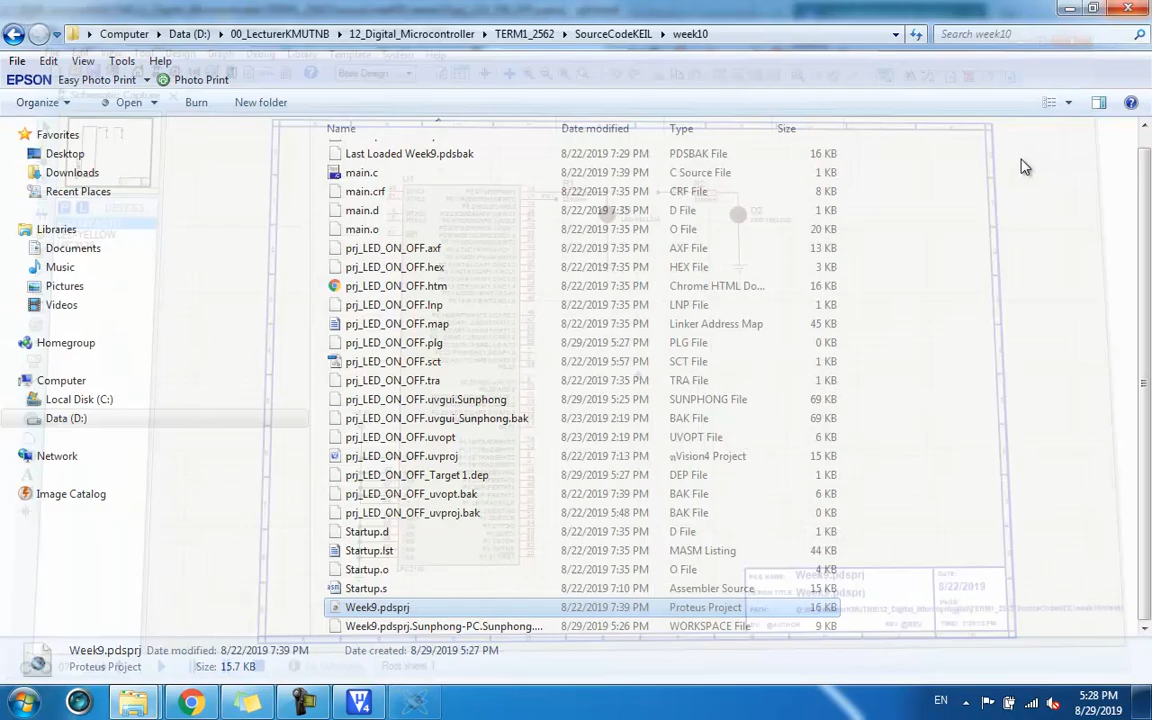 Computer ▸ Data (D:) ▸ 00_LecturerKMUTNB ▸ 12_Digital_Microcontroller ▸ TERM1_2562 ▸ SourceCodeKEIL ▸ week10
Search week10
File Edit View Tools Help
EPSON Easy Photo Print Photo Print
Organize Open Burn New folder
Favorites
Desktop
Downloads
Recent Places
Libraries
Documents
Music
Pictures
Videos
Homegroup
Computer
Local Disk (C:)
Data (D:)
Network
Image Catalog
Name Date modified Type Size
Last Loaded Week9.pdsbak 8/22/2019 7:29 PM PDSBAK File 16 KB
main.c 8/22/2019 7:39 PM C Source File 1 KB
main.crf 8/22/2019 7:35 PM CRF File 8 KB
main.d 8/22/2019 7:35 PM D File 1 KB
main.o 8/22/2019 7:35 PM O File 20 KB
prj_LED_ON_OFF.axf 8/22/2019 7:35 PM AXF File 13 KB
prj_LED_ON_OFF.hex 8/22/2019 7:35 PM HEX File 3 KB
prj_LED_ON_OFF.htm 8/22/2019 7:35 PM Chrome HTML Do... 16 KB
prj_LED_ON_OFF.lnp 8/22/2019 7:35 PM LNP File 1 KB
prj_LED_ON_OFF.map 8/22/2019 7:35 PM Linker Address Map 45 KB
prj_LED_ON_OFF.plg 8/29/2019 5:27 PM PLG File 0 KB
prj_LED_ON_OFF.sct 8/22/2019 5:57 PM SCT File 1 KB
prj_LED_ON_OFF.tra 8/22/2019 7:35 PM TRA File 1 KB
prj_LED_ON_OFF.uvgui.Sunphong 8/29/2019 5:25 PM SUNPHONG File 69 KB
prj_LED_ON_OFF.uvgui_Sunphong.bak 8/23/2019 2:19 PM BAK File 69 KB
prj_LED_ON_OFF.uvopt 8/23/2019 2:19 PM UVOPT File 6 KB
prj_LED_ON_OFF.uvproj 8/22/2019 7:13 PM µVision4 Project 15 KB
prj_LED_ON_OFF_Target 1.dep 8/29/2019 5:27 PM DEP File 1 KB
prj_LED_ON_OFF_uvopt.bak 8/22/2019 7:39 PM BAK File 6 KB
prj_LED_ON_OFF_uvproj.bak 8/22/2019 5:48 PM BAK File 0 KB
Startup.d 8/22/2019 7:35 PM D File 1 KB
Startup.lst 8/22/2019 7:35 PM MASM Listing 44 KB
Startup.o 8/22/2019 7:35 PM O File 4 KB
Startup.s 8/22/2019 7:10 PM Assembler Source 15 KB
Week9.pdsprj 8/22/2019 7:39 PM Proteus Project 16 KB
Week9.pdsprj.Sunphong-PC.Sunphong.... 8/29/2019 5:26 PM WORKSPACE File 9 KB
Week9.pdsprj Date modified: 8/22/2019 7:39 PM Date created: 8/29/2019 5:27 PM
Proteus Project Size: 15.7 KB
EN
5:28 PM
8/29/2019